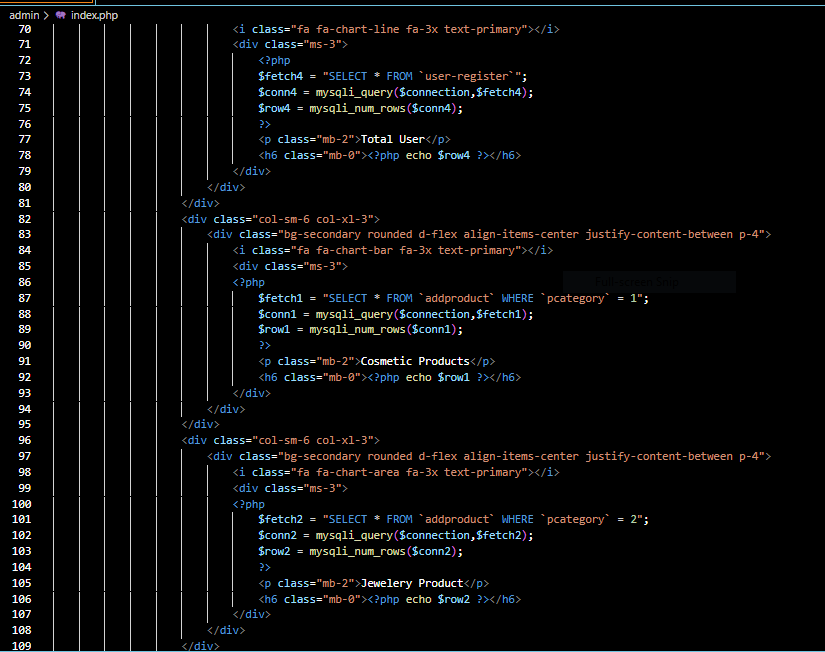 admin > index.php
70 <i class="fa fa-chart-line fa-3x text-primary"></i>
71 <div class="ms-3">
72 <?php
73 $fetch4 = "SELECT * FROM `user-register`";
74 $conn4 = mysqli_query($connection,$fetch4);
75 $row4 = mysqli_num_rows($conn4);
76 ?>
77 <p class="mb-2">Total User</p>
78 <h6 class="mb-0"><?php echo $row4 ?></h6>
79 </div>
80 </div>
81 </div>
82 <div class="col-sm-6 col-xl-3">
83 <div class="bg-secondary rounded d-flex align-items-center justify-content-between p-4">
84 <i class="fa fa-chart-bar fa-3x text-primary"></i>
85 <div class="ms-3">
86 <?php
87 $fetch1 = "SELECT * FROM `addproduct` WHERE `pcategory` = 1";
88 $conn1 = mysqli_query($connection,$fetch1);
89 $row1 = mysqli_num_rows($conn1);
90 ?>
91 <p class="mb-2">Cosmetic Products</p>
92 <h6 class="mb-0"><?php echo $row1 ?></h6>
93 </div>
94 </div>
95 </div>
96 <div class="col-sm-6 col-xl-3">
97 <div class="bg-secondary rounded d-flex align-items-center justify-content-between p-4">
98 <i class="fa fa-chart-area fa-3x text-primary"></i>
99 <div class="ms-3">
100 <?php
101 $fetch2 = "SELECT * FROM `addproduct` WHERE `pcategory` = 2";
102 $conn2 = mysqli_query($connection,$fetch2);
103 $row2 = mysqli_num_rows($conn2);
104 ?>
105 <p class="mb-2">Jewelery Product</p>
106 <h6 class="mb-0"><?php echo $row2 ?></h6>
107 </div>
108 </div>
109 </div>